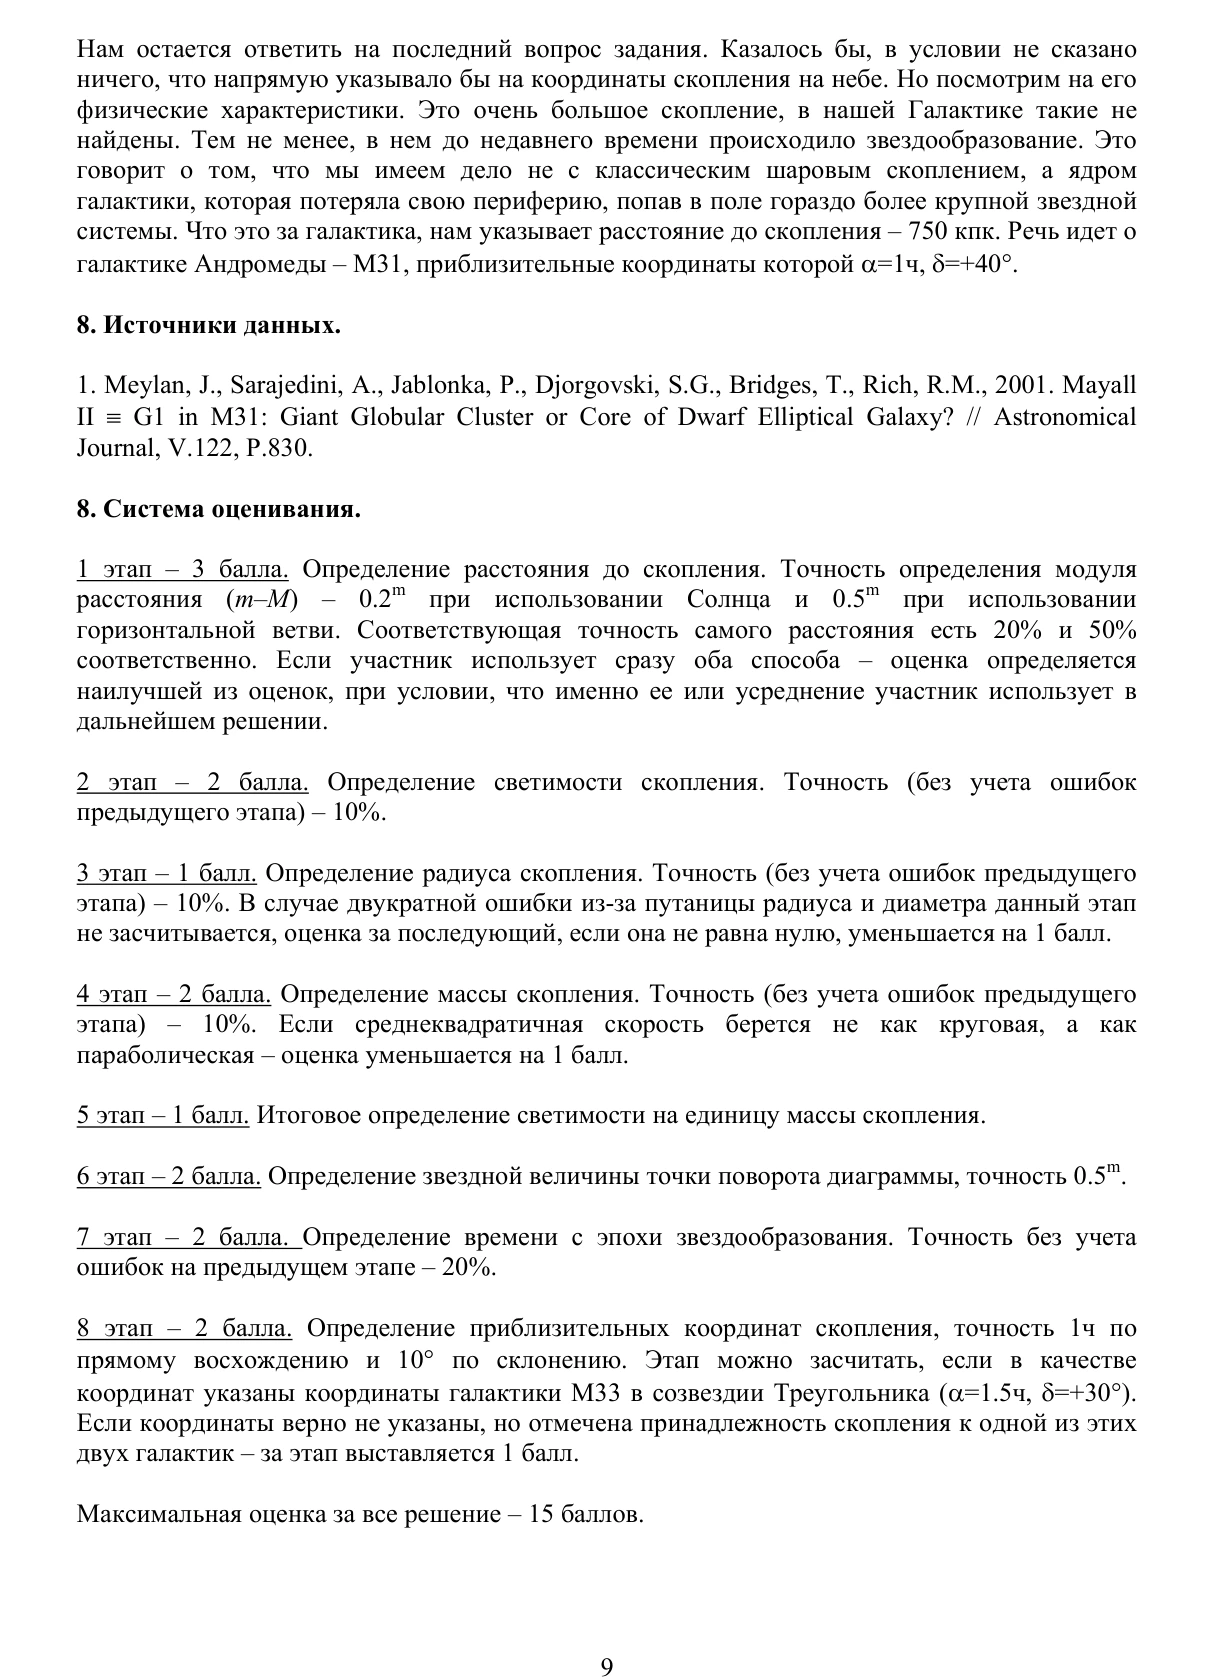 Нам остается ответить на последний вопрос задания. Казалось бы, в условии не сказано
ничего, что напрямую указывало бы на координаты скопления на небе. Но посмотрим на его
физические характеристики. Это очень большое скопление, в нашей Галактике такие не
найдены. Тем не менее, в нем до недавнего времени происходило звездообразование. Это
говорит о том, что мы имеем дело не с классическим шаровым скоплением, а ядром
галактики, которая потеряла свою периферию, попав в поле гораздо более крупной звездной
системы. Что это за галактика, нам указывает расстояние до скопления – 750 кпк. Речь идет о
галактике Андромеды – М31, приблизительные координаты которой α=1ч, δ=+40°.
8. Источники данных.
1. Meylan, J., Sarajedini, A., Jablonka, P., Djorgovski, S.G., Bridges, T., Rich, R.M., 2001. Mayall
II ≡ G1 in M31: Giant Globular Cluster or Core of Dwarf Elliptical Galaxy? // Astronomical
Journal, V.122, P.830.
8. Система оценивания.
1 этап – 3 балла. Определение расстояния до скопления. Точность определения модуля
расстояния (m–M) – 0.2ᵐ при использовании Солнца и 0.5ᵐ при использовании
горизонтальной ветви. Соответствующая точность самого расстояния есть 20% и 50%
соответственно. Если участник использует сразу оба способа – оценка определяется
наилучшей из оценок, при условии, что именно ее или усреднение участник использует в
дальнейшем решении.
2 этап – 2 балла. Определение светимости скопления. Точность (без учета ошибок
предыдущего этапа) – 10%.
3 этап – 1 балл. Определение радиуса скопления. Точность (без учета ошибок предыдущего
этапа) – 10%. В случае двукратной ошибки из-за путаницы радиуса и диаметра данный этап
не засчитывается, оценка за последующий, если она не равна нулю, уменьшается на 1 балл.
4 этап – 2 балла. Определение массы скопления. Точность (без учета ошибок предыдущего
этапа) – 10%. Если среднеквадратичная скорость берется не как круговая, а как
параболическая – оценка уменьшается на 1 балл.
5 этап – 1 балл. Итоговое определение светимости на единицу массы скопления.
6 этап – 2 балла. Определение звездной величины точки поворота диаграммы, точность 0.5ᵐ.
7 этап – 2 балла. Определение времени с эпохи звездообразования. Точность без учета
ошибок на предыдущем этапе – 20%.
8 этап – 2 балла. Определение приблизительных координат скопления, точность 1ч по
прямому восхождению и 10° по склонению. Этап можно засчитать, если в качестве
координат указаны координаты галактики М33 в созвездии Треугольника (α=1.5ч, δ=+30°).
Если координаты верно не указаны, но отмечена принадлежность скопления к одной из этих
двух галактик – за этап выставляется 1 балл.
Максимальная оценка за все решение – 15 баллов.
9